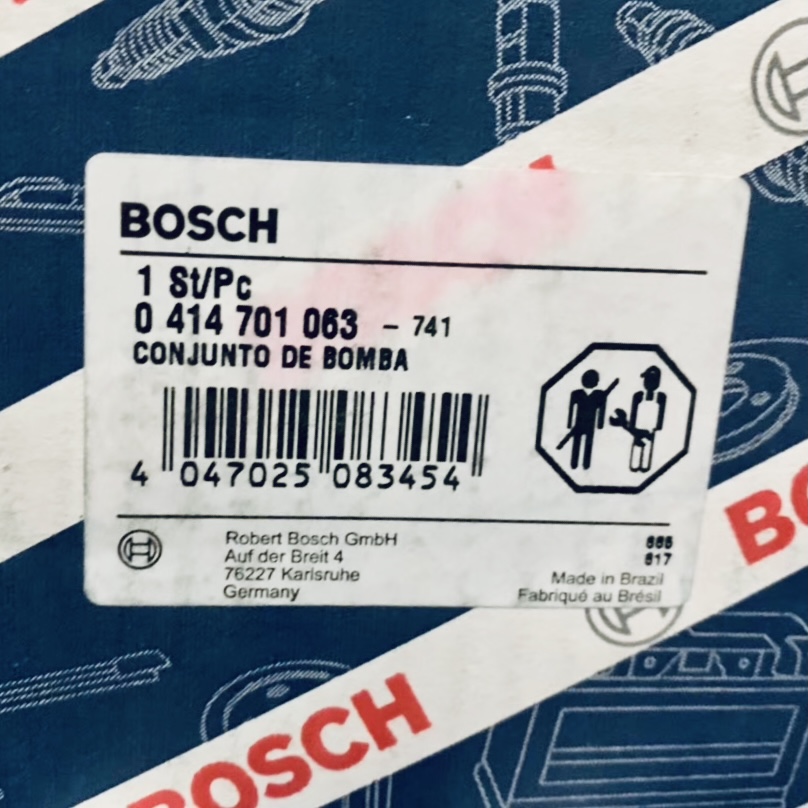 BOSCH
1 St/Pc
0 414 701 063 - 741
CONJUNTO DE BOMBA
4 047025 083454
Robert Bosch GmbH
Auf der Breit 4
76227 Karlsruhe
Germany
617
Made in Brazil
Fabriqué au Brésil
BO
BOSCH